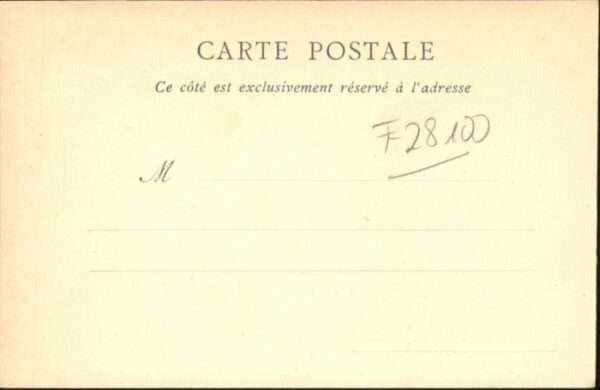 CARTE POSTALE
Ce côté est exclusivement réservé à l'adresse
F28100
M